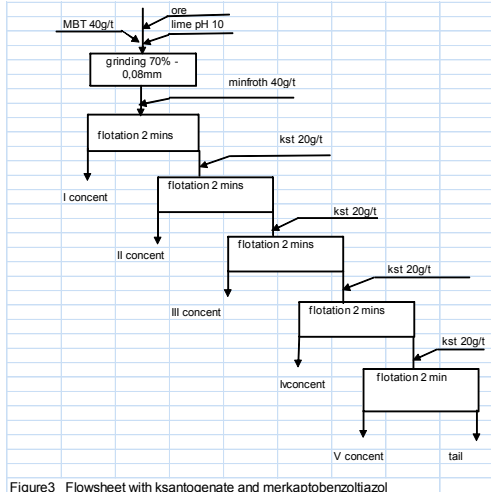 ore
MBT 40g/t
lime pH 10
grinding 70% -
0,08mm
minfroth 40g/t
flotation 2 mins
kst 20g/t
I concent
flotation 2 mins
kst 20g/t
II concent
flotation 2 mins
kst 20g/t
III concent
flotation 2 mins
kst 20g/t
Ivconcent
flotation 2 min
V concent
tail
Figure3 Flowsheet with ksantogenate and merkaptobenzoltiazol